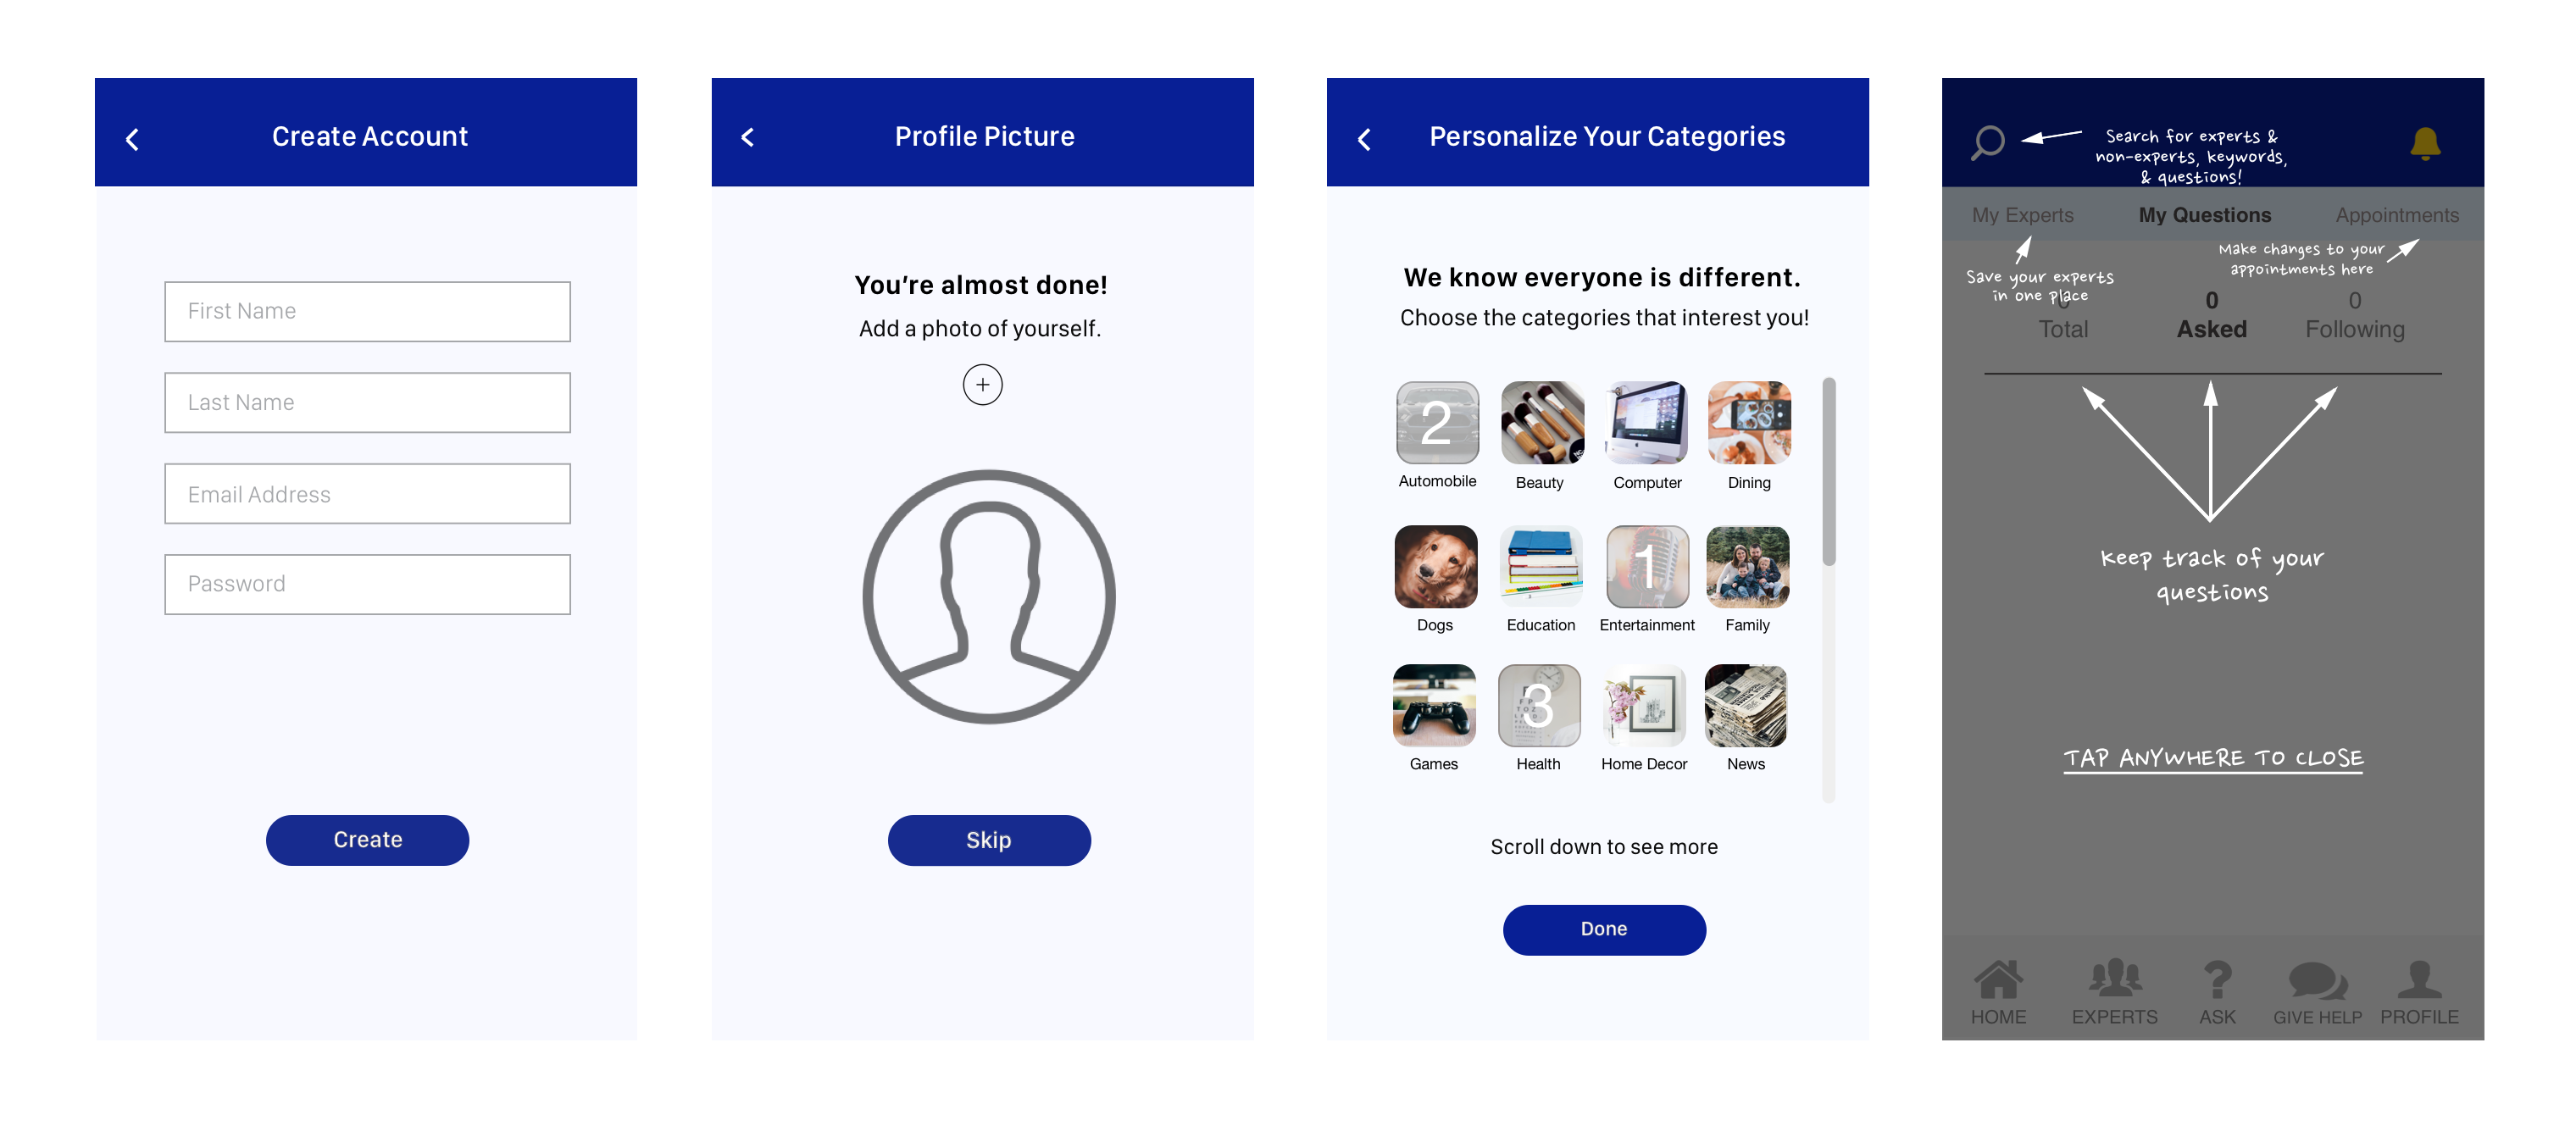 Create Account
First Name
Last Name
Email Address
Password
Create
Profile Picture
You're almost done!
Add a photo of yourself.
Skip
Personalize Your Categories
We know everyone is different.
Choose the categories that interest you!
2
Automobile
Beauty
Computer
Dining
1
Dogs
Education
Entertainment
Family
3
Games
Health
Home Decor
News
Scroll down to see more
Done
Search for experts &
non-experts, keywords,
& questions!
My Experts
My Questions
Appointments
Save your experts
in one place
Make changes to your
appointments here
0
Total
0
Asked
0
Following
Keep track of your
questions
TAP ANYWHERE TO CLOSE
HOME
EXPERTS
ASK
GIVE HELP
PROFILE